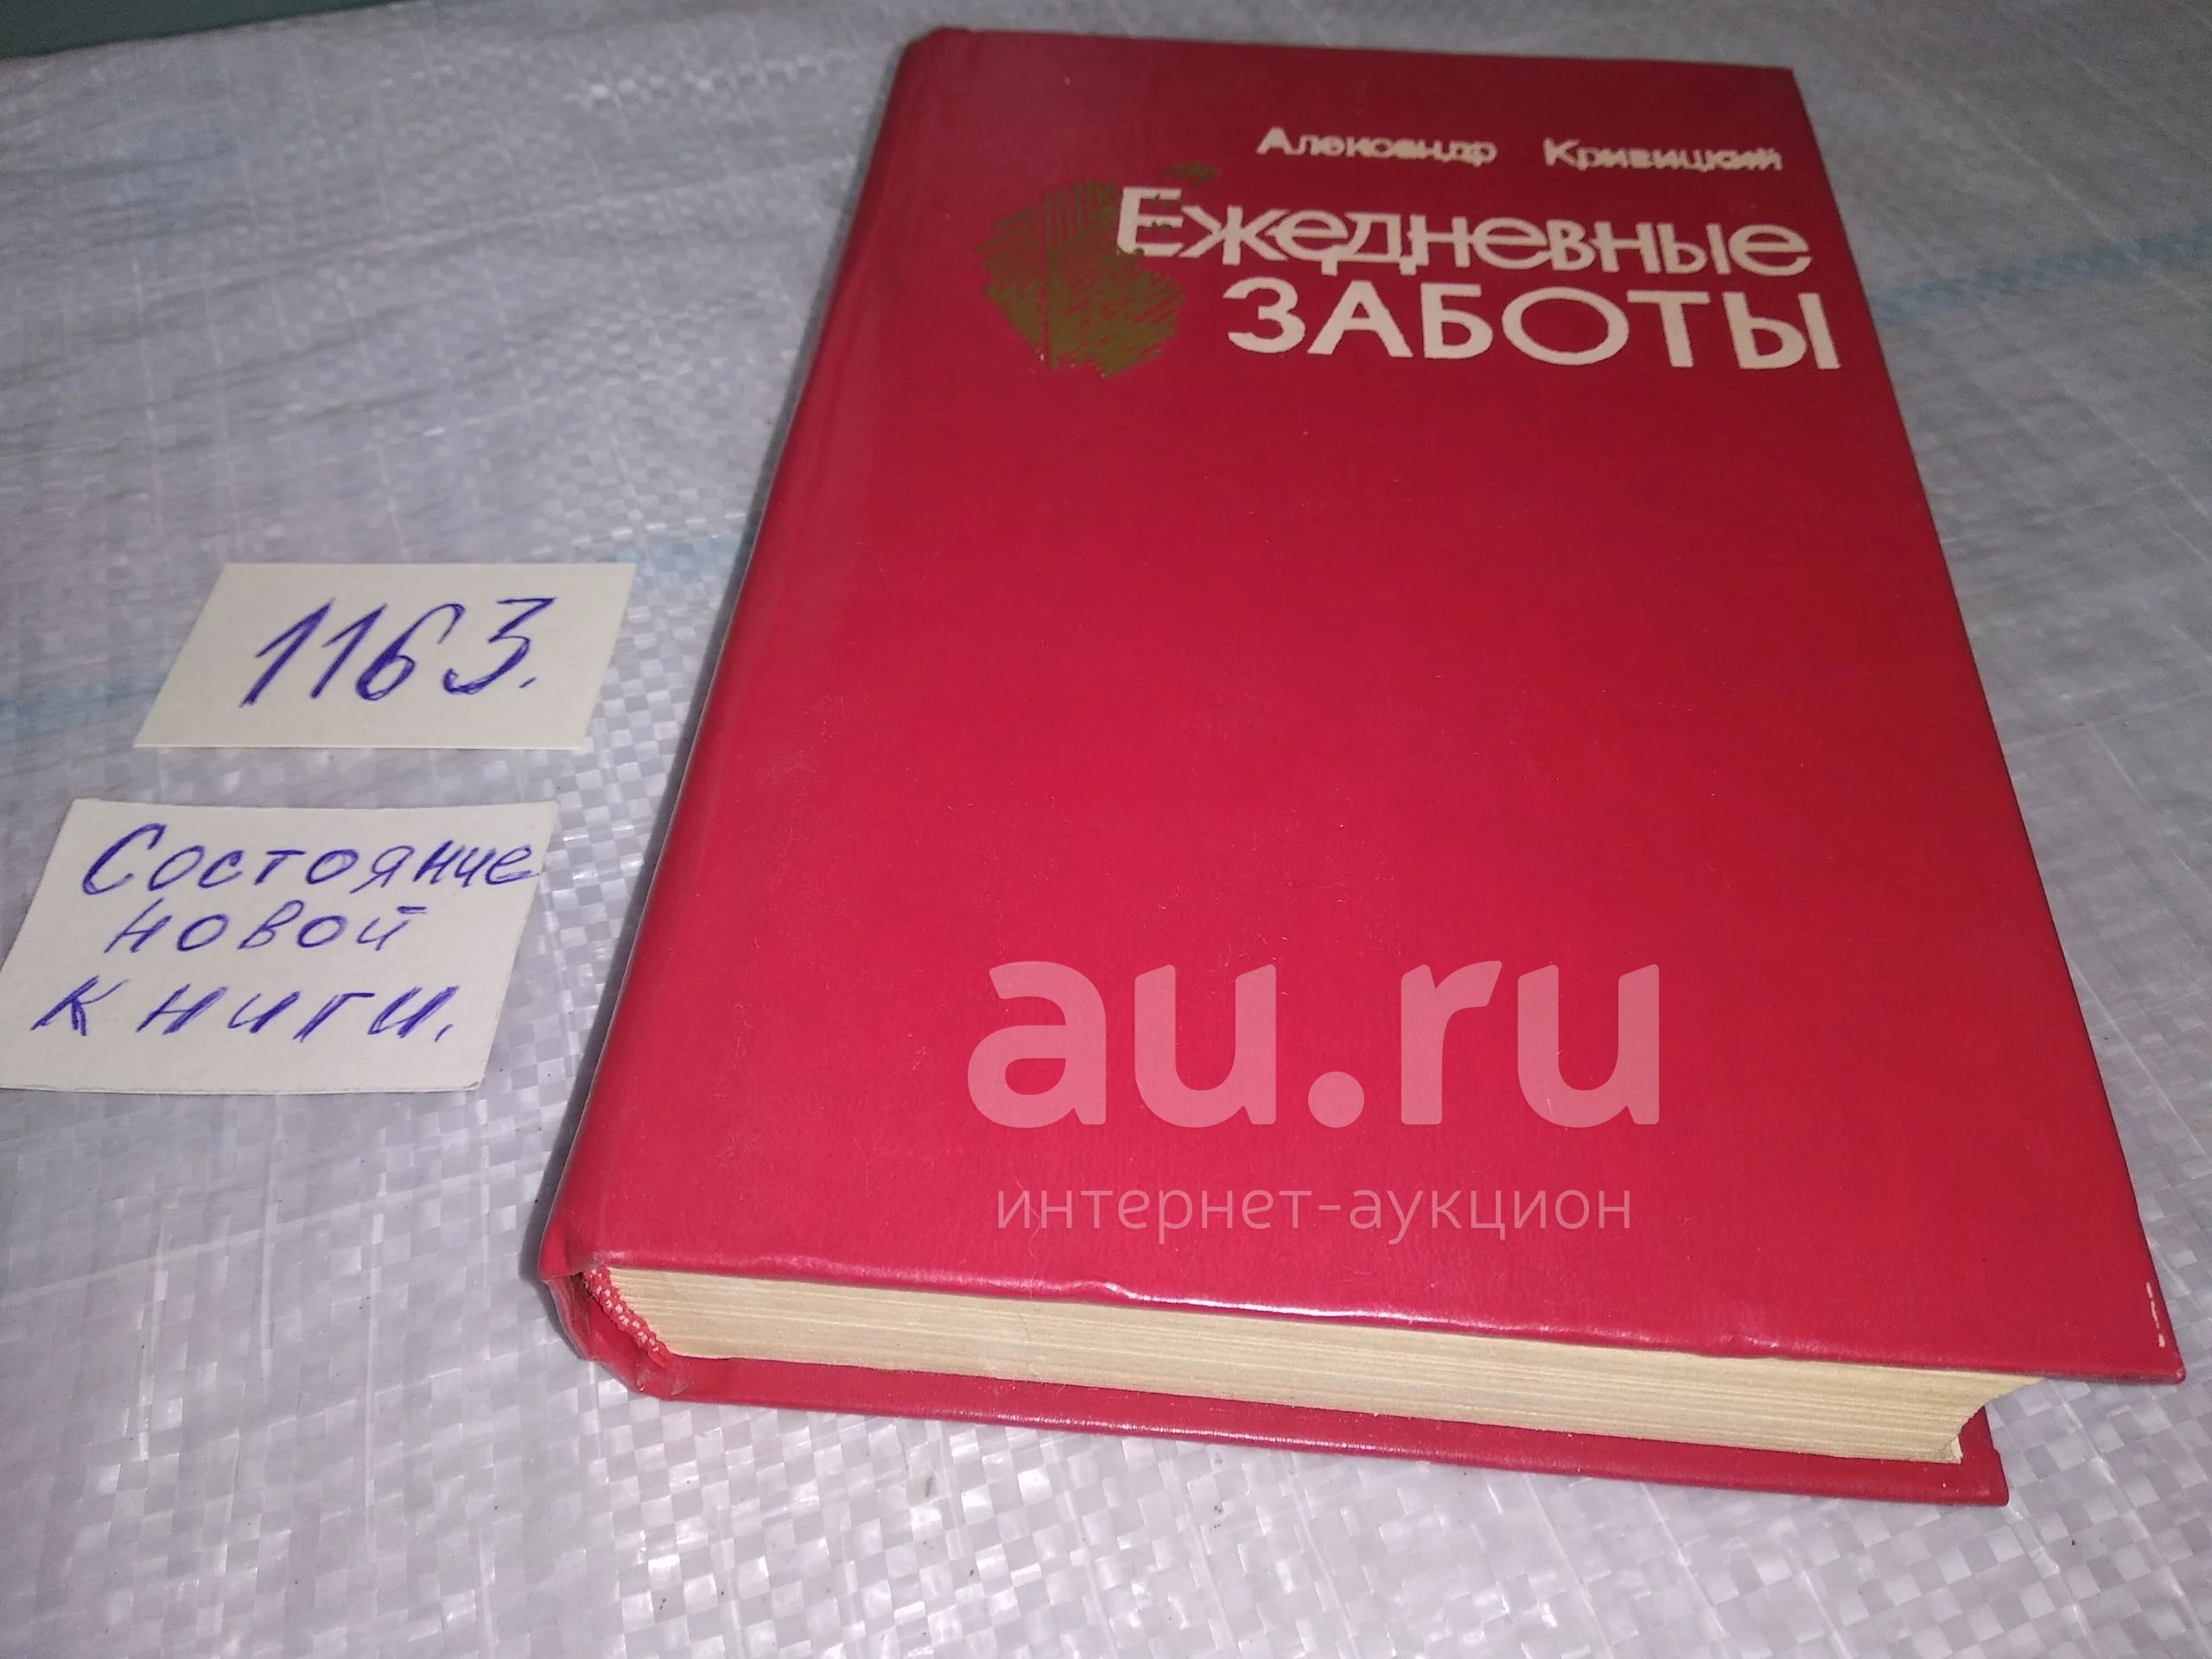 Александр Кривицкий
Ежедневные
ЗАБОТЫ
1163.
Состояние
новой
книги.
au.ru
интернет-аукцион